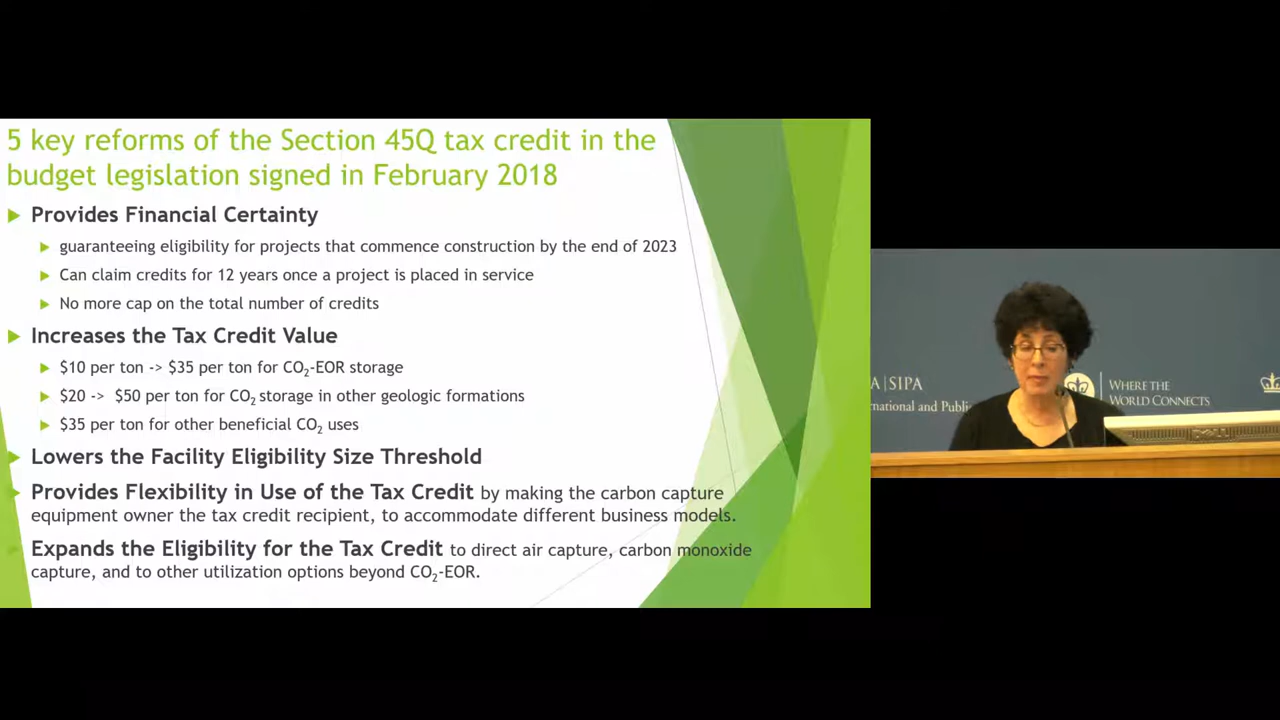 5 key reforms of the Section 45Q tax credit in the
budget legislation signed in February 2018
Provides Financial Certainty
guaranteeing eligibility for projects that commence construction by the end of 2023
Can claim credits for 12 years once a project is placed in service
No more cap on the total number of credits
Increases the Tax Credit Value
$10 per ton -> $35 per ton for CO₂-EOR storage
$20 -> $50 per ton for CO₂ storage in other geologic formations
$35 per ton for other beneficial CO₂ uses
Lowers the Facility Eligibility Size Threshold
Provides Flexibility in Use of the Tax Credit by making the carbon capture
equipment owner the tax credit recipient, to accommodate different business models.
Expands the Eligibility for the Tax Credit to direct air capture, carbon monoxide
capture, and to other utilization options beyond CO₂-EOR.
A | SIPA
national and Public
WHERE THE
WORLD CONNECTS
DELL